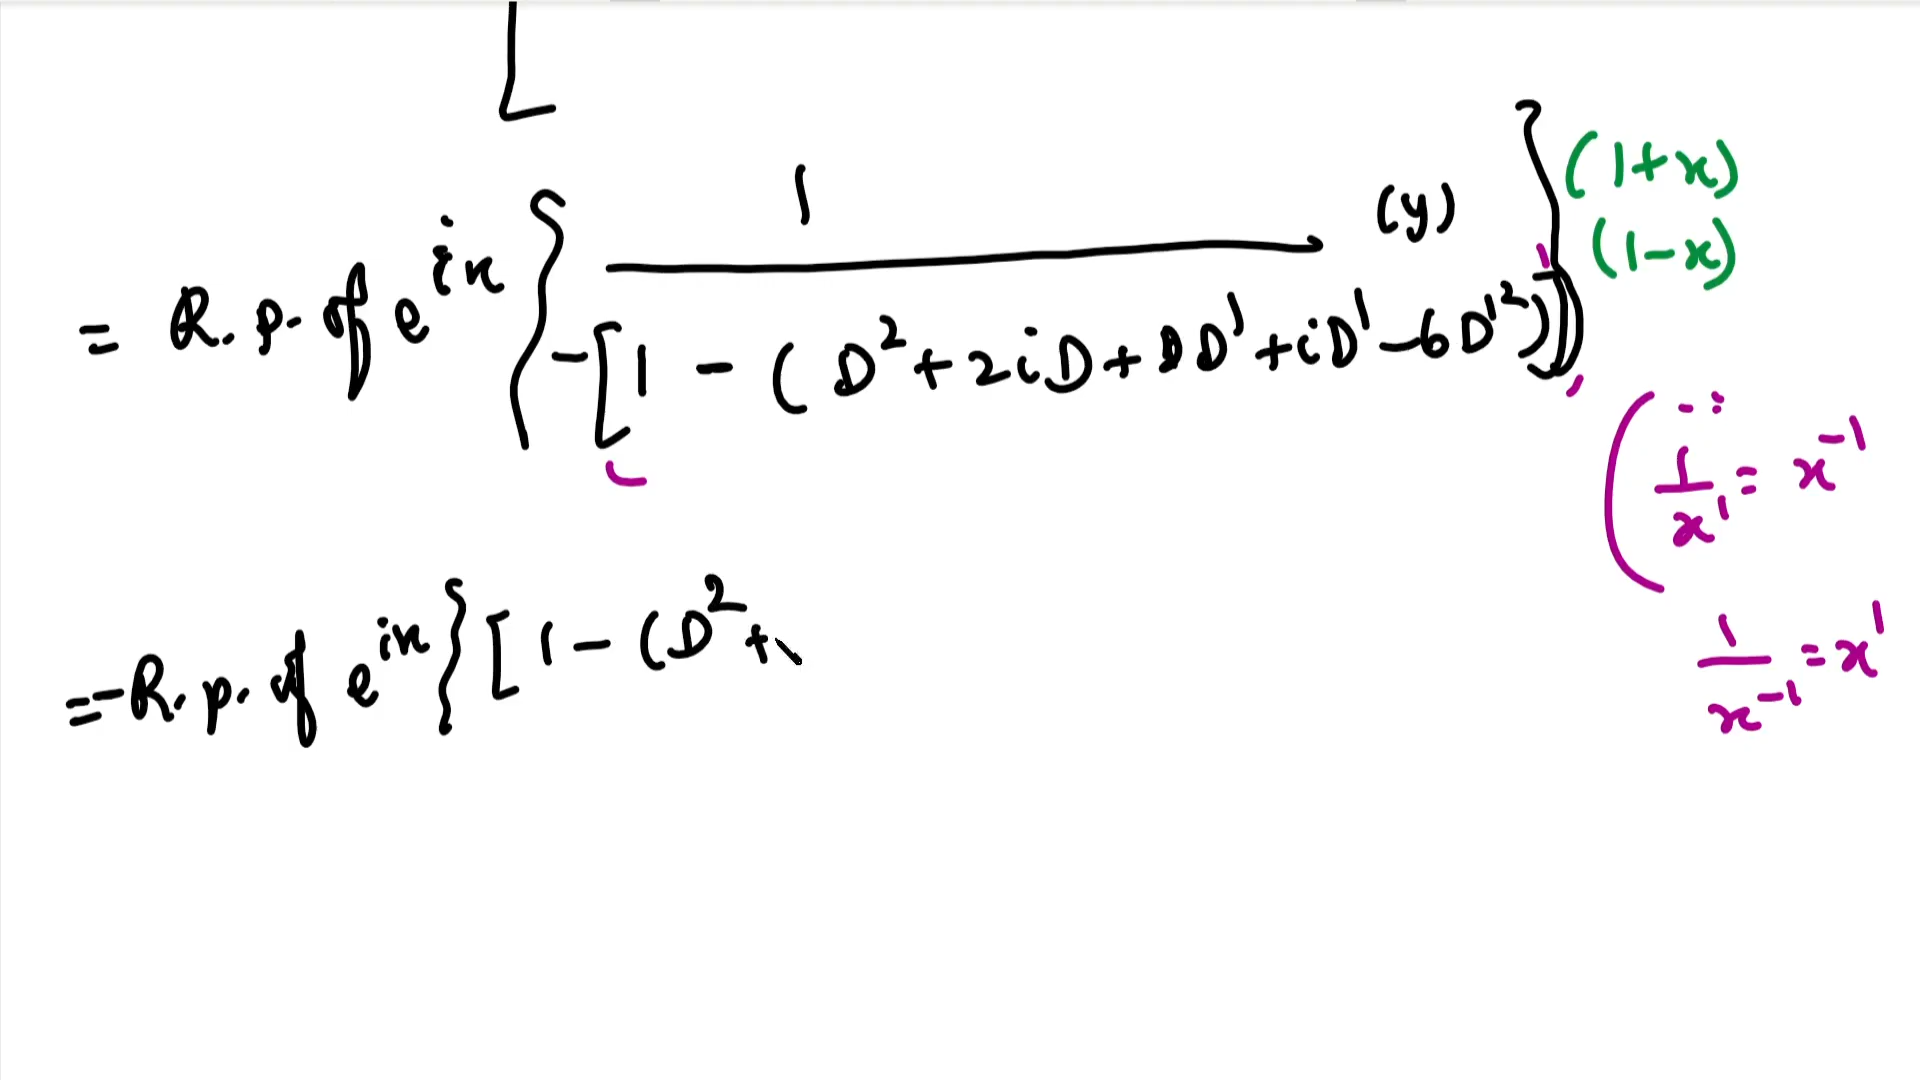 [
= R.p. of e^{ix} { 1 / -[1 - (D² + 2iD + DD' + iD' - 6D'²)] (y) }
(1+x)
(1-x)
( ∵ 1/x¹ = x⁻¹
1/x⁻¹ = x¹
= -R.p. of e^{ix} } [1 - (D² +